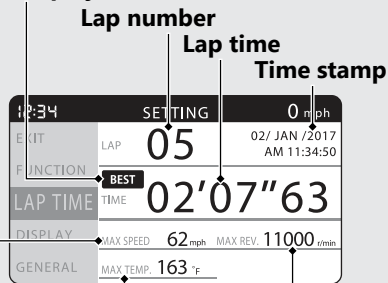 Lap number
Lap time
Time stamp
12:34 SETTING 0 mph
EXIT
LAP 05 02/ JAN /2017
AM 11:34:50
FUNCTION
BEST
LAP TIME
TIME 02'07"63
DISPLAY
MAX SPEED 62 mph MAX REV. 11000 r/min
GENERAL
MAX TEMP. 163 °F